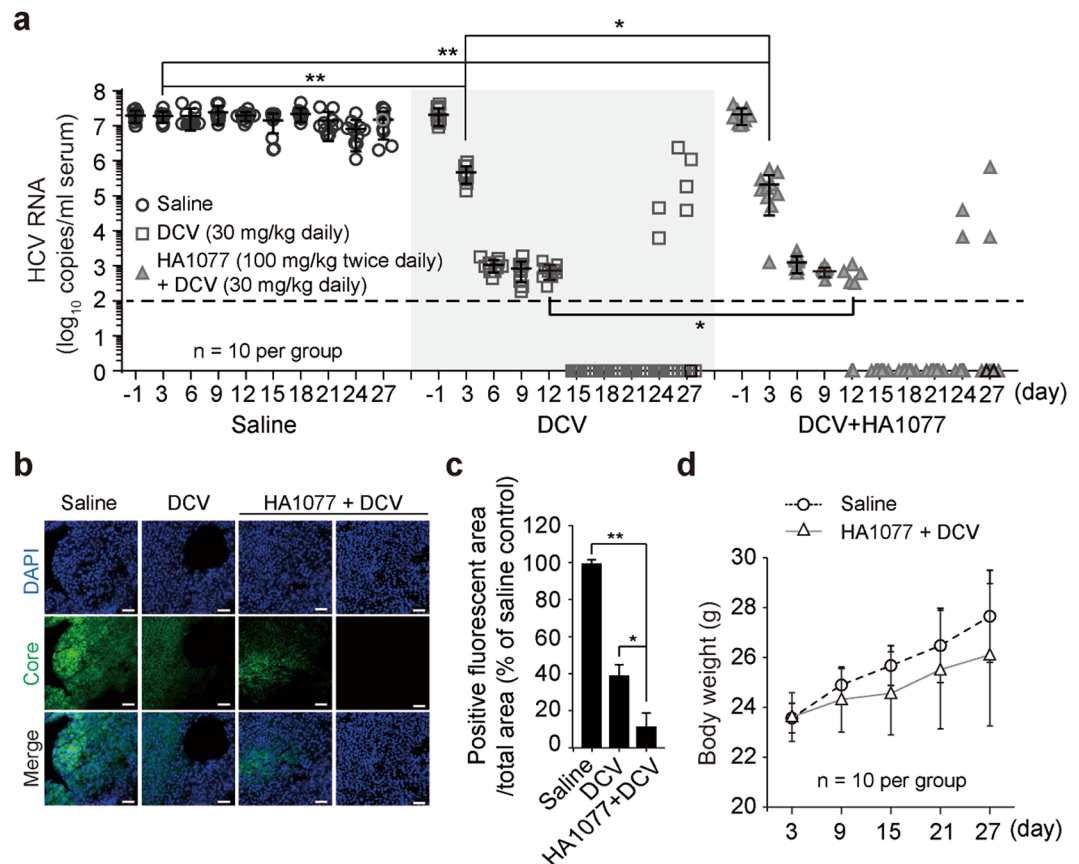 a
*
**
**
8
7
6
5
4
3
2
1
0
HCV RNA
(log10 copies/ml serum)
Saline
DCV (30 mg/kg daily)
HA1077 (100 mg/kg twice daily)
+ DCV (30 mg/kg daily)
*
n = 10 per group
-1 3 6 9 12 15 18 21 24 27 -1 3 6 9 12 15 18 21 24 27 -1 3 6 9 12 15 18 21 24 27 (day)
Saline DCV DCV+HA1077
b
Saline DCV HA1077 + DCV
DAPI
Core
Merge
c
Positive fluorescent area
/total area (% of saline control)
120
100
80
60
40
20
0
**
*
Saline
DCV
HA1077+DCV
d
Saline
HA1077 + DCV
Body weight (g)
30
28
26
24
22
20
n = 10 per group
3 9 15 21 27 (day)